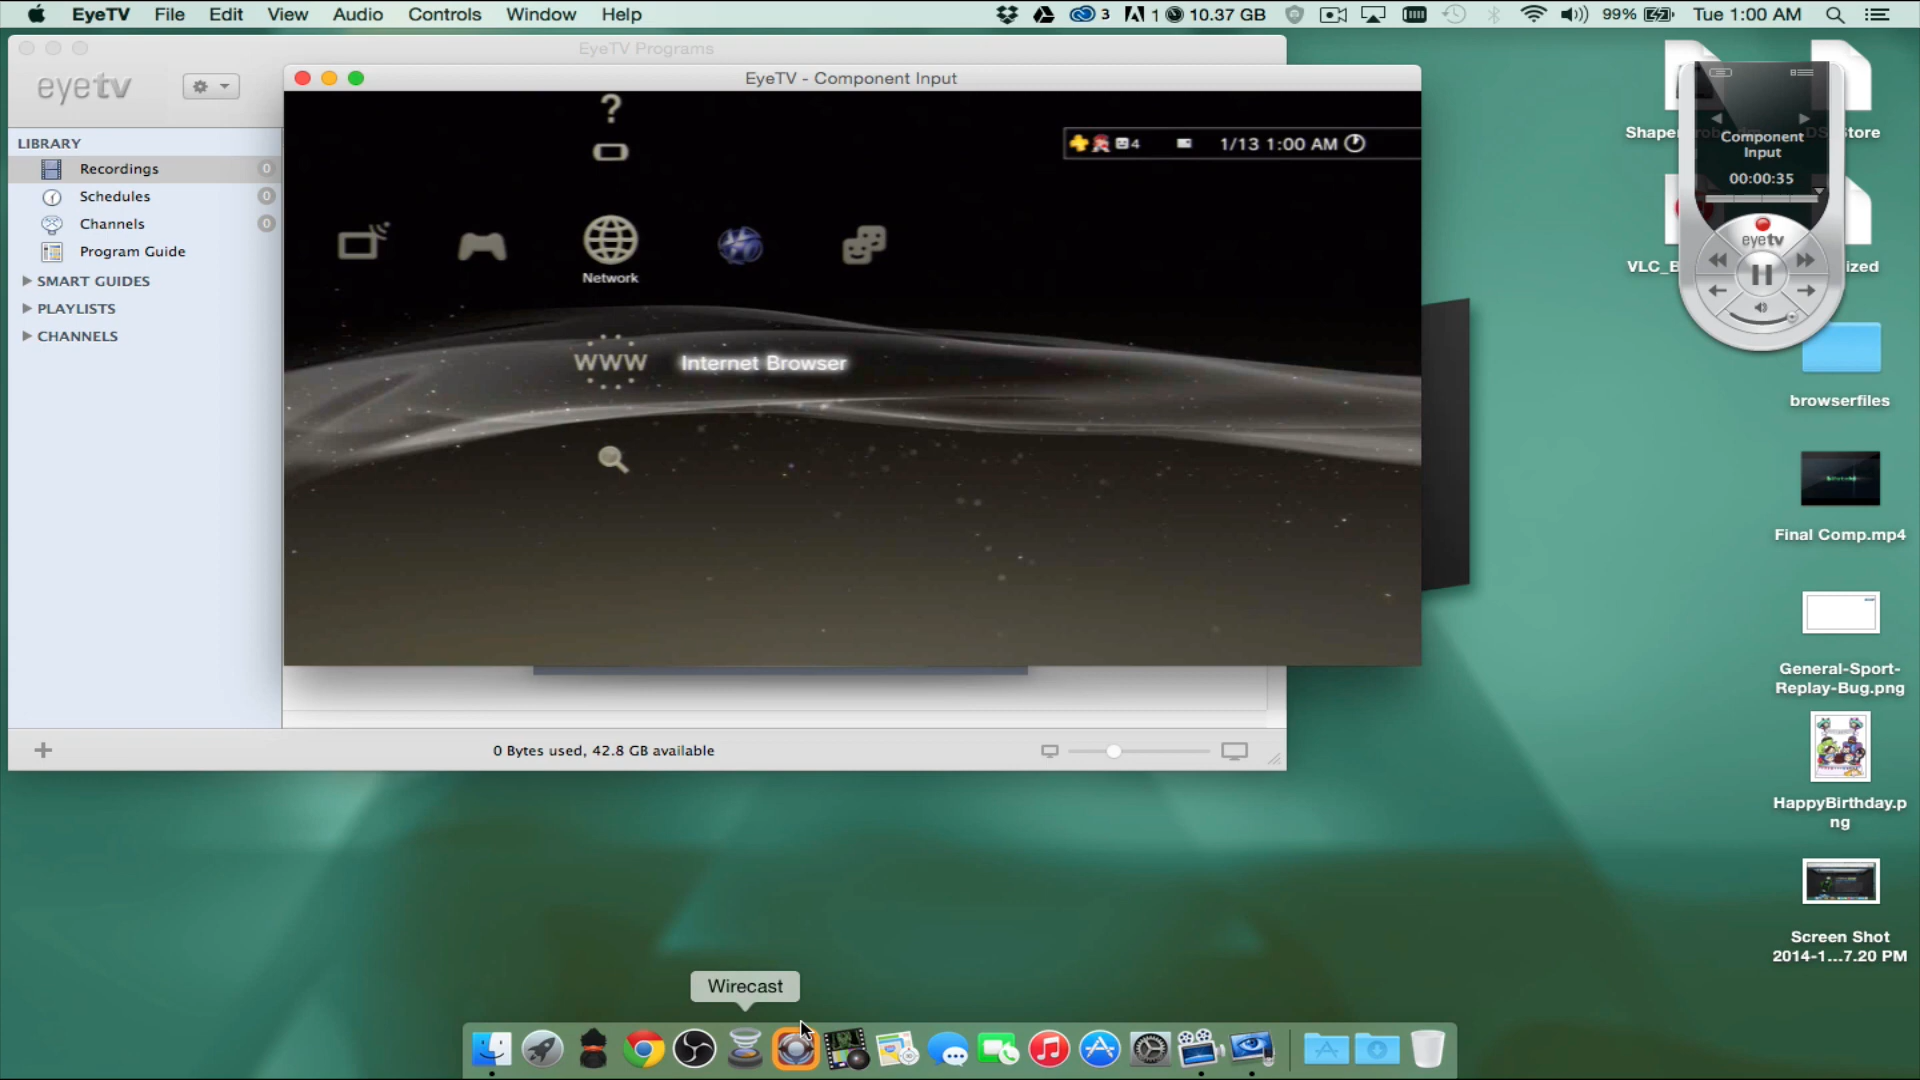 EyeTV File Edit View Audio Controls Window Help
3 1 10.37 GB 99% Tue 1:00 AM
EyeTV Programs
eyetv
EyeTV - Component Input
LIBRARY
Recordings 0
Schedules 0
Channels 0
Program Guide
SMART GUIDES
PLAYLISTS
CHANNELS
?
4 1/13 1:00 AM
Network
WWW Internet Browser
0 Bytes used, 42.8 GB available
Component
Input
00:00:35
eyetv
Shape
Store
VLC_B
ized
browserfiles
Final Comp.mp4
General-Sport-
Replay-Bug.png
HappyBirthday.p
ng
Screen Shot
2014-1...7.20 PM
Wirecast